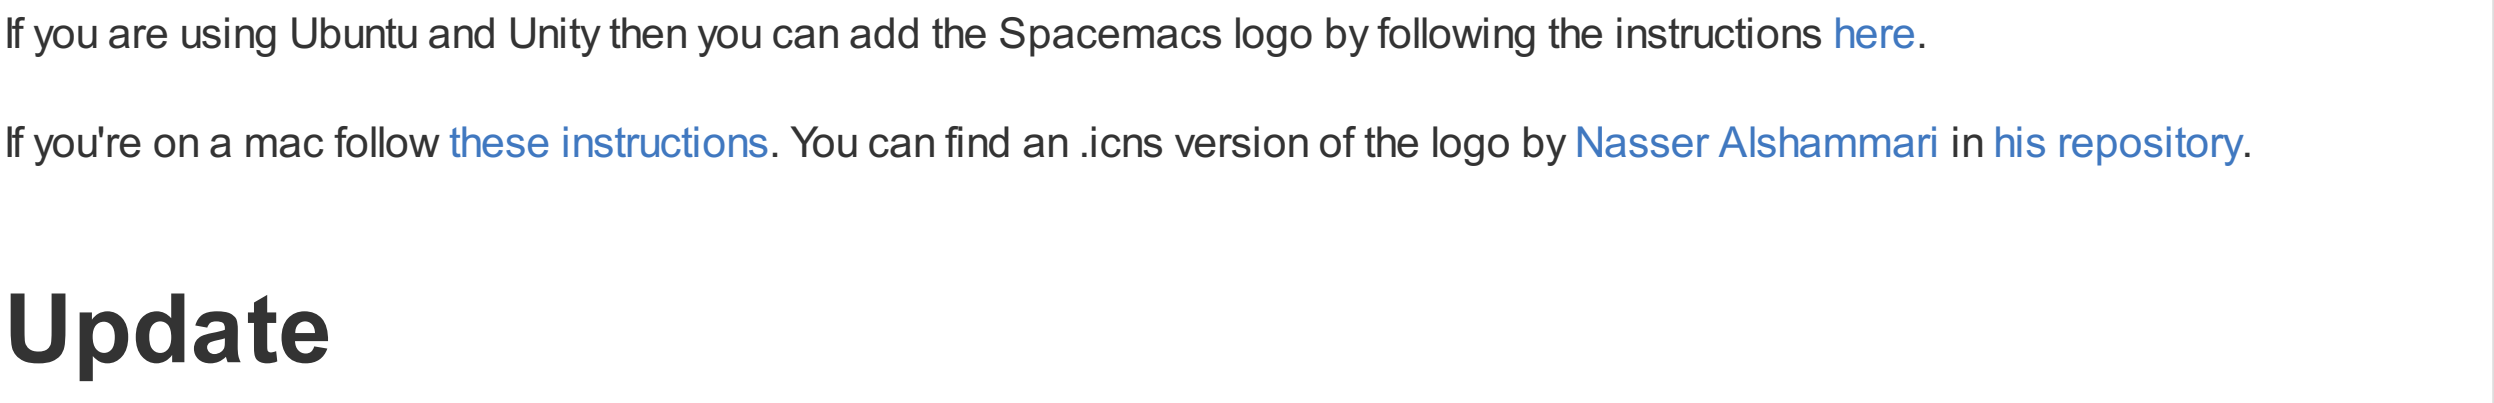 If you are using Ubuntu and Unity then you can add the Spacemacs logo by following the instructions here.
If you're on a mac follow these instructions. You can find an .icns version of the logo by Nasser Alshammari in his repository.
Update